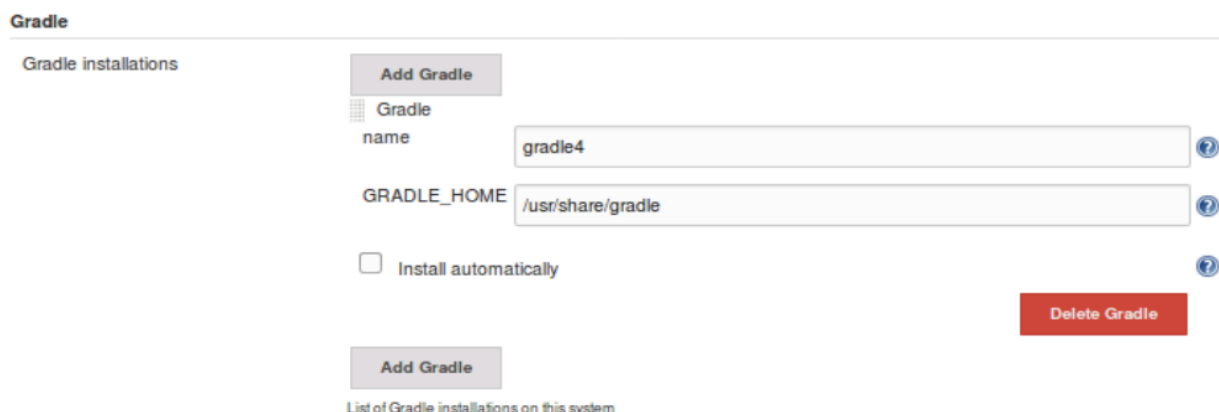 Gradle
Gradle installations
Add Gradle
Gradle
name
gradle4
GRADLE_HOME
/usr/share/gradle
Install automatically
Delete Gradle
Add Gradle
List of Gradle installations on this system